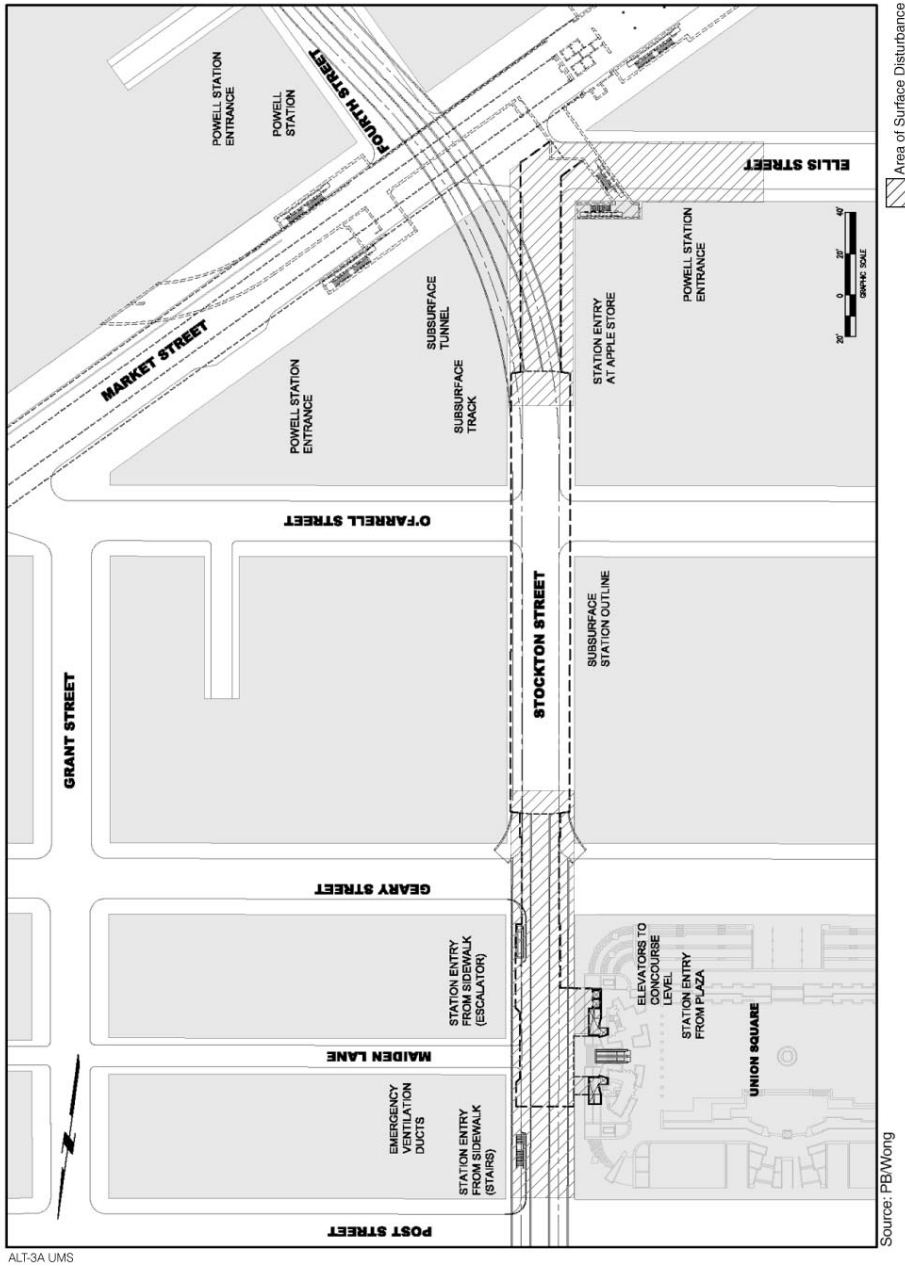 POWELL STATION
ENTRANCE
POWELL
STATION
FOURTH STREET
MARKET STREET
POWELL STATION
ENTRANCE
SUBSURFACE
TUNNEL
SUBSURFACE
TRACK
ELLIS STREET
POWELL STATION
ENTRANCE
STATION ENTRY
AT APPLE STORE
20' 0 20' 40'
GRAPHIC SCALE
Area of Surface Disturbance
O'FARRELL STREET
GRANT STREET
STOCKTON STREET
SUBSURFACE
STATION OUTLINE
GEARY STREET
STATION ENTRY
FROM SIDEWALK
(ESCALATOR)
ELEVATORS TO
CONCOURSE
LEVEL
STATION ENTRY
FROM PLAZA
MAIDEN LANE
UNION SQUARE
EMERGENCY
VENTILATION
DUCTS
STATION ENTRY
FROM SIDEWALK
(STAIRS)
POST STREET
Source: PB/Wong
ALT-3A UMS